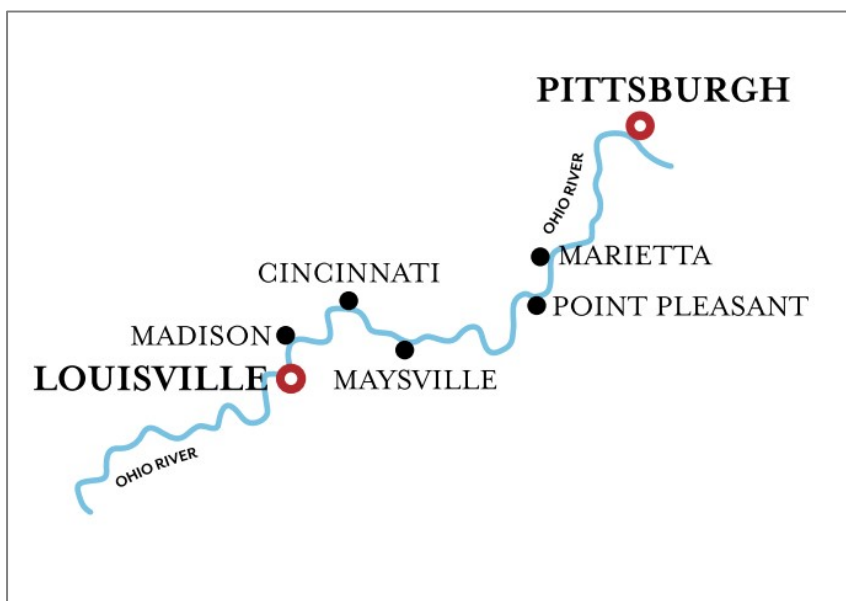 PITTSBURGH
OHIO RIVER
MARIETTA
CINCINNATI
POINT PLEASANT
MADISON
LOUISVILLE
MAYSVILLE
OHIO RIVER